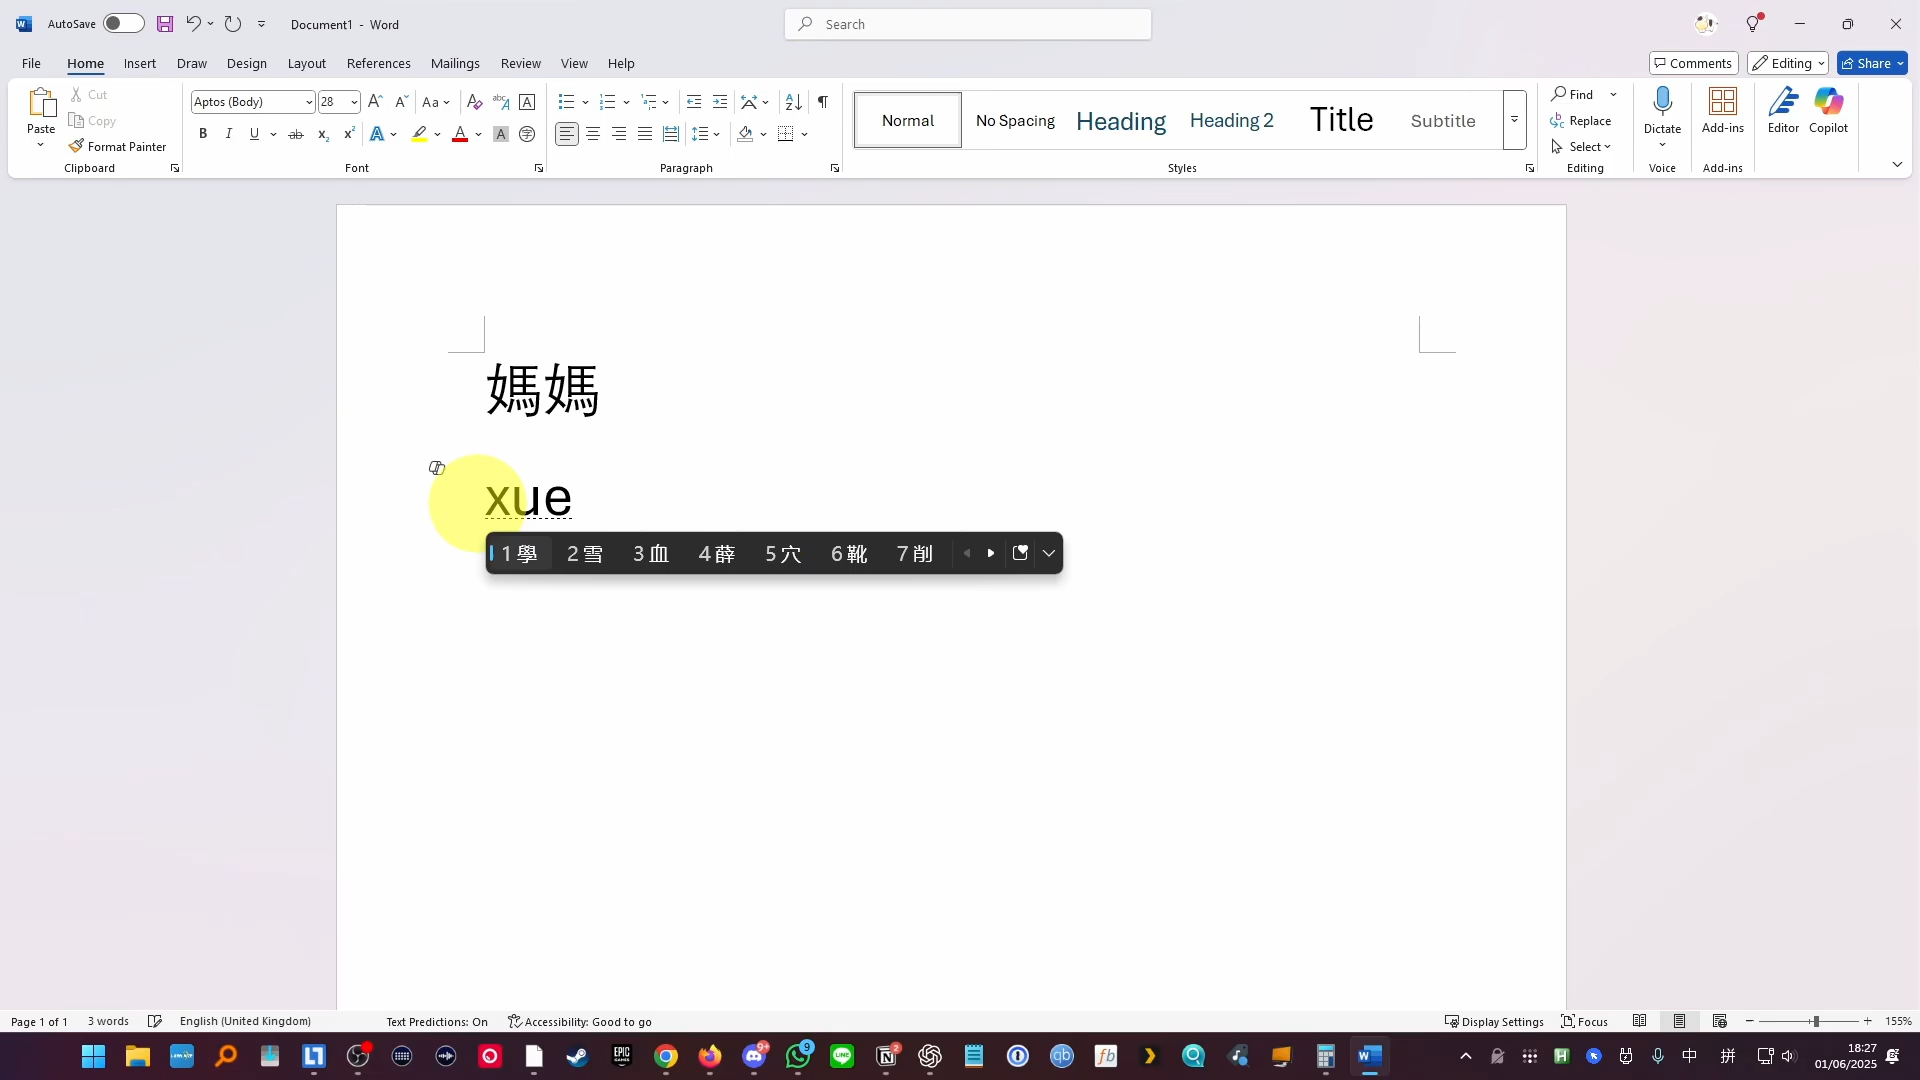 AutoSave
Document1 - Word
Search
File Home Insert Draw Design Layout References Mailings Review View Help
Comments Editing Share
Paste
Cut
Copy
Format Painter
Clipboard
Aptos (Body) 28
Font
Paragraph
Normal No Spacing Heading Heading 2 Title Subtitle
Styles
Find
Replace
Select
Editing
Dictate
Voice
Add-ins
Add-ins
Editor Copilot
媽媽
xue
1 學 2 雪 3 血 4 薛 5 穴 6 靴 7 削
Page 1 of 1 3 words English (United Kingdom) Text Predictions: On Accessibility: Good to go Display Settings Focus 155%
中 拼 18:27
01/06/2025